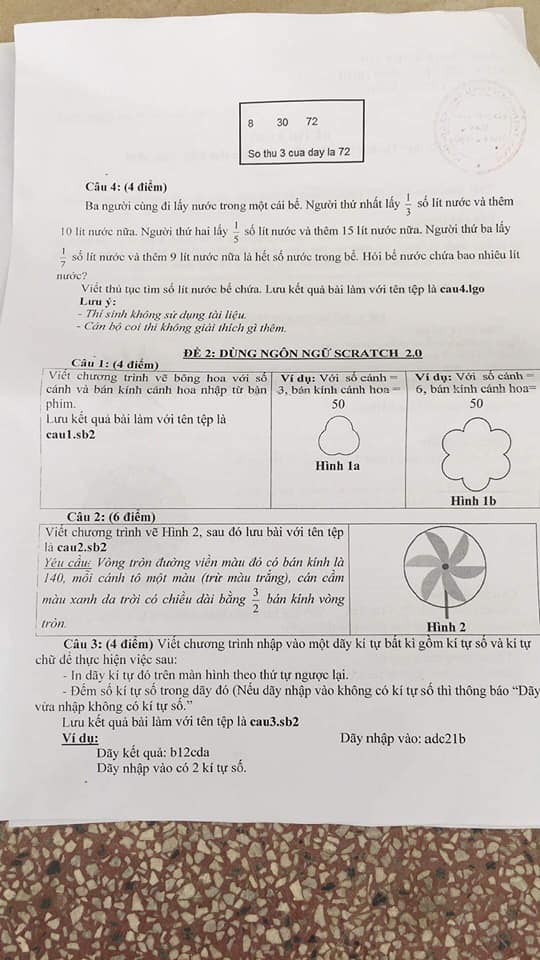 8 30 72
So thu 3 cua day la 72
Câu 4: (4 điểm)
Ba người cùng đi lấy nước trong một cái bể. Người thứ nhất lấy 1/3 số lít nước và thêm
10 lít nước nữa. Người thứ hai lấy 1/5 số lít nước và thêm 15 lít nước nữa. Người thứ ba lấy
1/7 số lít nước và thêm 9 lít nước nữa là hết số nước trong bể. Hỏi bể nước chứa bao nhiêu lít
nước?
Viết thủ tục tìm số lít nước bể chứa. Lưu kết quả bài làm với tên tệp là cau4.lgo
Lưu ý:
- Thí sinh không sử dụng tài liệu.
- Cán bộ coi thi không giải thích gì thêm.
ĐỀ 2: DÙNG NGÔN NGỮ SCRATCH 2.0
Câu 1: (4 điểm)
Viết chương trình vẽ bông hoa với số
cánh và bán kính cánh hoa nhập từ bàn
phím.
Lưu kết quả bài làm với tên tệp là
cau1.sb2
Ví dụ: Với số cánh =
3, bán kính cánh hoa =
50
Hình 1a
Ví dụ: Với số cánh =
6, bán kính cánh hoa=
50
Hình 1b
Câu 2: (6 điểm)
Viết chương trình vẽ Hình 2, sau đó lưu bài với tên tệp
là cau2.sb2
Yêu cầu: Vòng tròn đường viền màu đỏ có bán kính là
140, mỗi cánh tô một màu (trừ màu trắng), cán cầm
màu xanh da trời có chiều dài bằng 3/2 bán kính vòng
tròn.
Hình 2
Câu 3: (4 điểm) Viết chương trình nhập vào một dãy kí tự bất kì gồm kí tự số và kí tự
chữ để thực hiện việc sau:
- In dãy kí tự đó trên màn hình theo thứ tự ngược lại.
- Đếm số kí tự số trong dãy đó (Nếu dãy nhập vào không có kí tự số thì thông báo “Dãy
vừa nhập không có kí tự số.”
Lưu kết quả bài làm với tên tệp là cau3.sb2
Ví dụ: Dãy nhập vào: adc21b
Dãy kết quả: b12cda
Dãy nhập vào có 2 kí tự số.